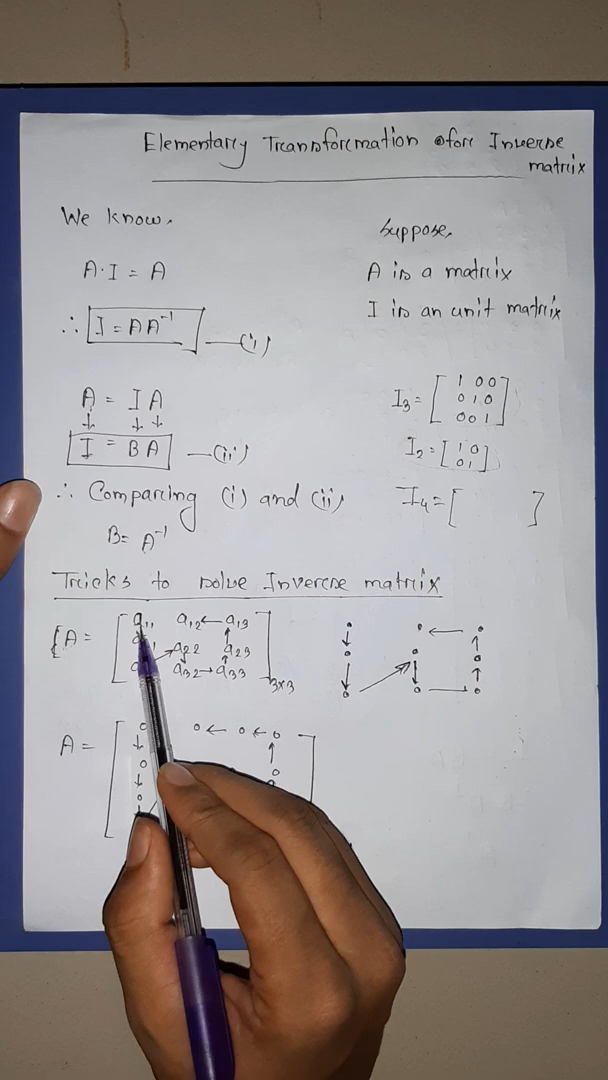 Elementary Transformation for Inverse
matrix
We know,
A·I = A
∴ I = AA⁻¹ —(i)
A = I A
↓ ↓ ↓
I = B A —(ii)
∴ Comparing (i) and (ii),
B = A⁻¹
Suppose,
A is a matrix
I is an unit matrix
I₃ = [ 1 0 0
0 1 0
0 0 1 ]
I₂ = [ 1 0
0 1 ]
I₄ = [ ]
Tricks to solve Inverse matrix
{A = [ a₁₁ a₁₂ ← a₁₃
a₂₂ a₂₃
a₃₂ → a₃₃ ]₃ₓ₃
A = [